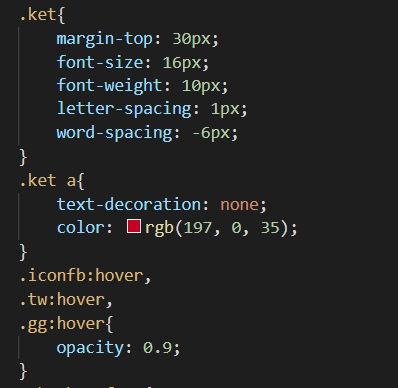 .ket{
    margin-top: 30px;
    font-size: 16px;
    font-weight: 10px;
    letter-spacing: 1px;
    word-spacing: -6px;
}
.ket a{
    text-decoration: none;
    color: rgb(197, 0, 35);
}
.iconfb:hover,
.tw:hover,
.gg:hover{
    opacity: 0.9;
}